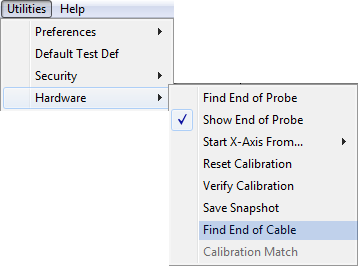 Utilities Help
Preferences
Default Test Def
Security
Hardware
Find End of Probe
Show End of Probe
Start X-Axis From...
Reset Calibration
Verify Calibration
Save Snapshot
Find End of Cable
Calibration Match